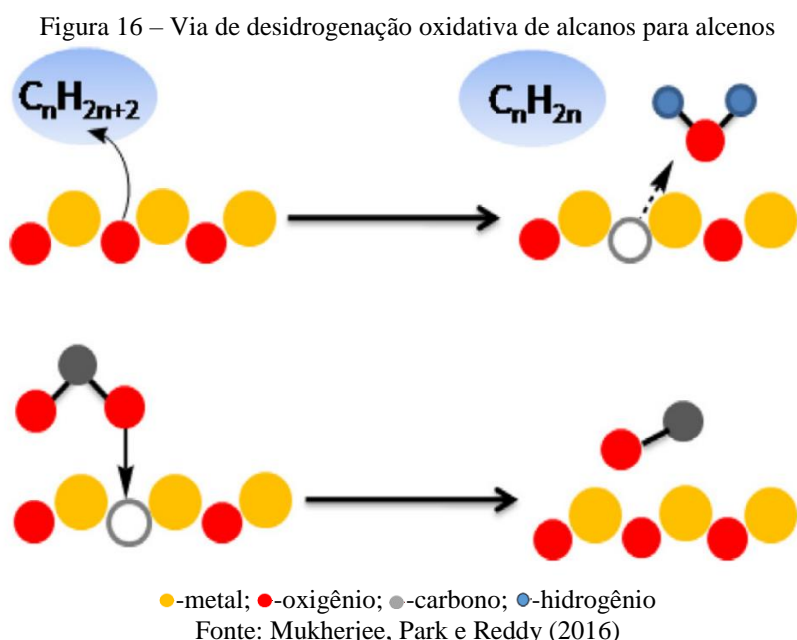 Figura 16 – Via de desidrogenação oxidativa de alcanos para alcenos
CₙH₂ₙ₊₂
CₙH₂ₙ
-metal; -oxigênio; -carbono; -hidrogênio
Fonte: Mukherjee, Park e Reddy (2016)